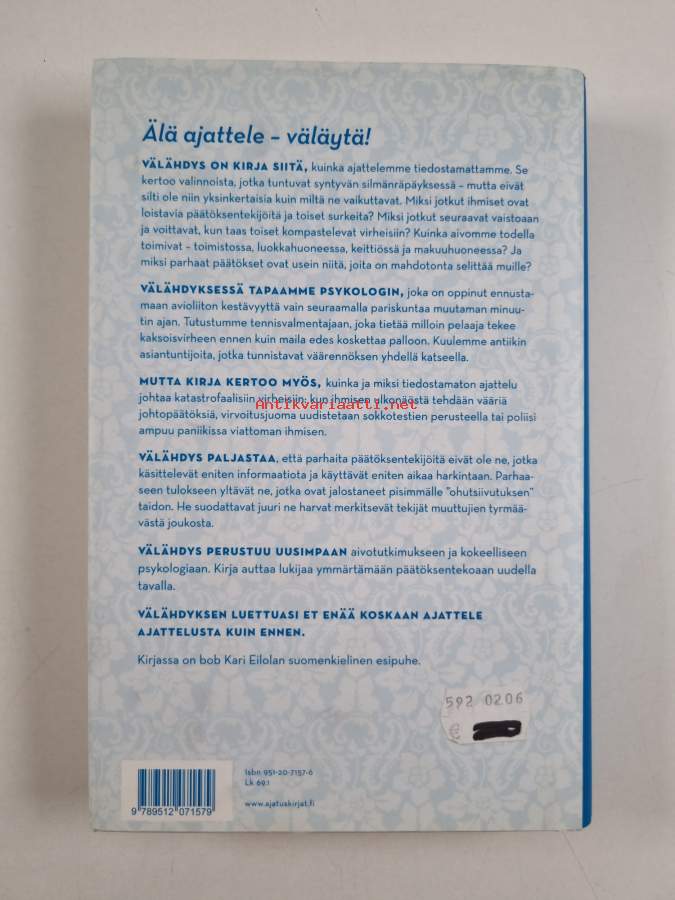 Älä ajattele – väläytä!
VÄLÄHDYS ON KIRJA SIITÄ, kuinka ajattelemme tiedostamattamme. Se
kertoo valinnoista, jotka tuntuvat syntyvän silmänräpäyksessä – mutta eivät
silti ole niin yksinkertaisia kuin miltä ne vaikuttavat. Miksi jotkut ihmiset ovat
loistavia päätöksentekijöitä ja toiset surkeita? Miksi jotkut seuraavat vaistoaan
ja voittavat, kun taas toiset kompastelevat virheisiin? Kuinka aivomme todella
toimivat – toimistossa, luokkahuoneessa, keittiössä ja makuuhuoneessa? Ja
miksi parhaat päätökset ovat usein niitä, joita on mahdotonta selittää muille?
VÄLÄHDYKSESSÄ TAPAAMME PSYKOLOGIN, joka on oppinut ennusta-
maan avioliiton kestävyyttä vain seuraamalla pariskuntaa muutaman minuu-
tin ajan. Tutustumme tennisvalmentajaan, joka tietää milloin pelaaja tekee
kaksoisvirheen ennen kuin maila edes koskettaa palloon. Kuulemme antiikin
asiantuntijoita, jotka tunnistavat väärennöksen yhdellä katseella.
MUTTA KIRJA KERTOO MYÖS, kuinka ja miksi tiedostamaton ajattelu
johtaa katastrofaalisiin virheisiin: kun ihmisen ulkonäöstä tehdään vääriä
Antikvariaatti.net
johtopäätöksiä, virvoitusjuoma uudistetaan sokkotestien perusteella tai poliisi
ampuu paniikissa viattoman ihmisen.
VÄLÄHDYS PALJASTAA, että parhaita päätöksentekijöitä eivät ole ne, jotka
käsittelevät eniten informaatiota ja käyttävät eniten aikaa harkintaan. Parhaa-
seen tulokseen yltävät ne, jotka ovat jalostaneet pisimmälle "ohutsiivutuksen"
taidon. He suodattavat juuri ne harvat merkitsevät tekijät muuttujien tyrmää-
västä joukosta.
VÄLÄHDYS PERUSTUU UUSIMPAAN aivotutkimukseen ja kokeelliseen
psykologiaan. Kirja auttaa lukijaa ymmärtämään päätöksentekoaan uudella
tavalla.
VÄLÄHDYKSEN LUETTUASI ET ENÄÄ KOSKAAN AJATTELE
AJATTELUSTA KUIN ENNEN.
Kirjassa on bob Kari Eilolan suomenkielinen esipuhe.
592 0206
Isbn 951-20-7157-6
Lk 69.1
www.ajatuskirjat.fi
9 789512 071579